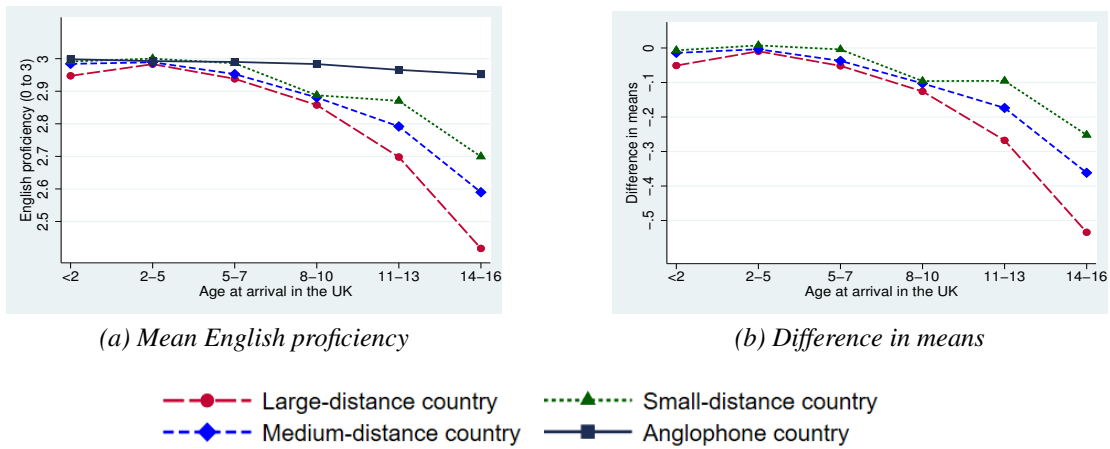 English proficiency (0 to 3)
3
2.9
2.8
2.7
2.6
2.5
<2 2–5 5–7 8–10 11–13 14–16
Age at arrival in the UK
(a) Mean English proficiency
Difference in means
0
-.1
-.2
-.3
-.4
-.5
<2 2–5 5–7 8–10 11–13 14–16
Age at arrival in the UK
(b) Difference in means
Large-distance country Small-distance country
Medium-distance country Anglophone country